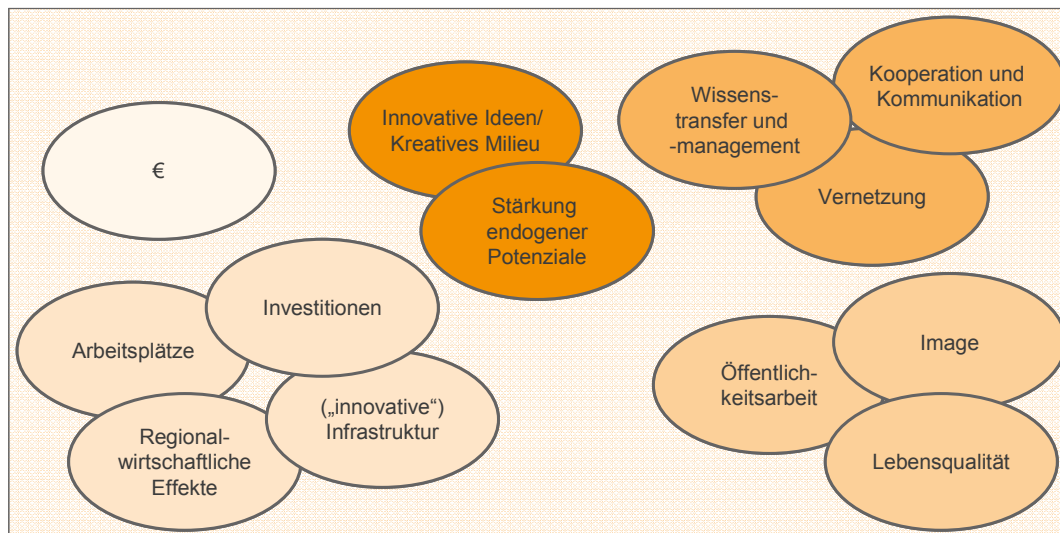 €
Innovative Ideen/
Kreatives Milieu
Stärkung
endogener
Potenziale
Wissens-
transfer und
-management
Kooperation und
Kommunikation
Vernetzung
Arbeitsplätze
Investitionen
Regional-
wirtschaftliche
Effekte
(„innovative“)
Infrastruktur
Öffentlich-
keitsarbeit
Image
Lebensqualität